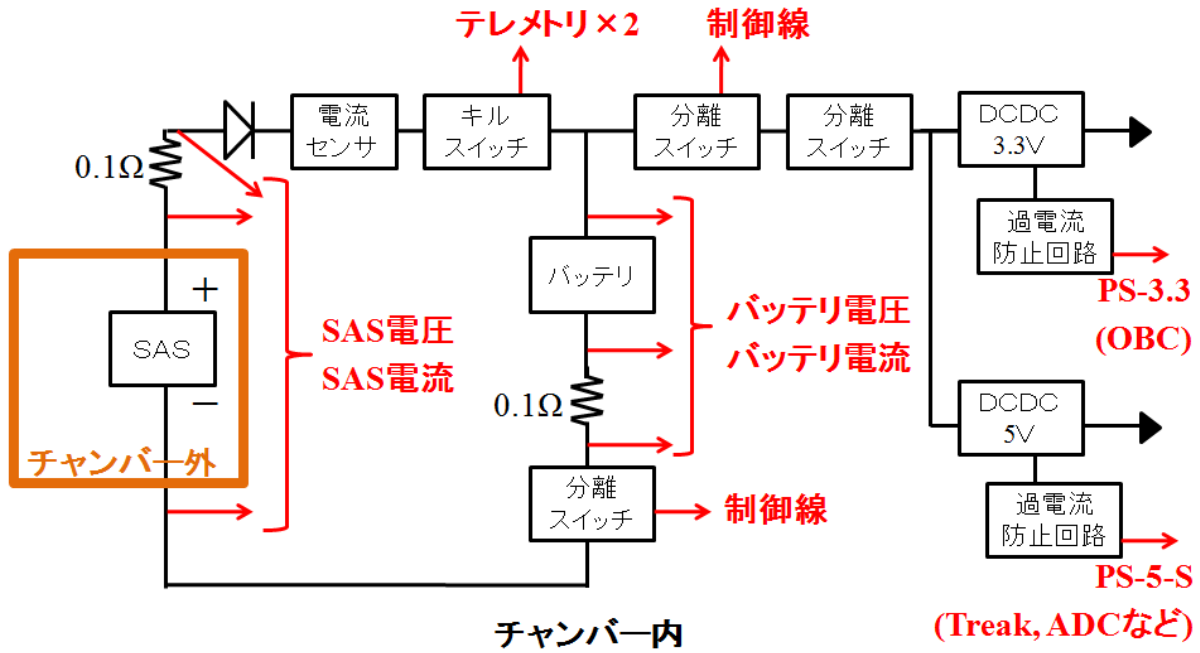 テレメトリ×2
制御線
電流
センサ
キル
スイッチ
分離
スイッチ
分離
スイッチ
DCDC
3.3V
0.1Ω
過電流
防止回路
バッテリ
+
SAS
−
チャンバー外
SAS電圧
SAS電流
バッテリ電圧
バッテリ電流
PS-3.3
(OBC)
0.1Ω
DCDC
5V
分離
スイッチ
制御線
過電流
防止回路
PS-5-S
(Treak, ADCなど)
チャンバー内